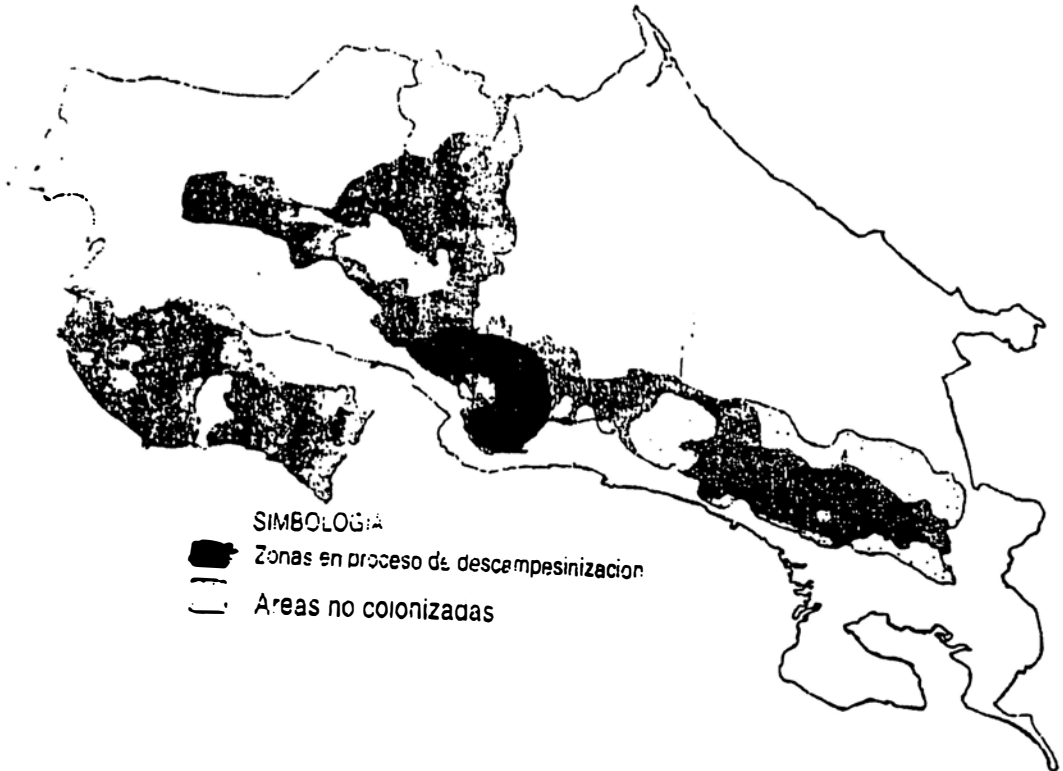 SIMBOLOGIA
Zonas en proceso de descampesinizacion
Areas no colonizadas